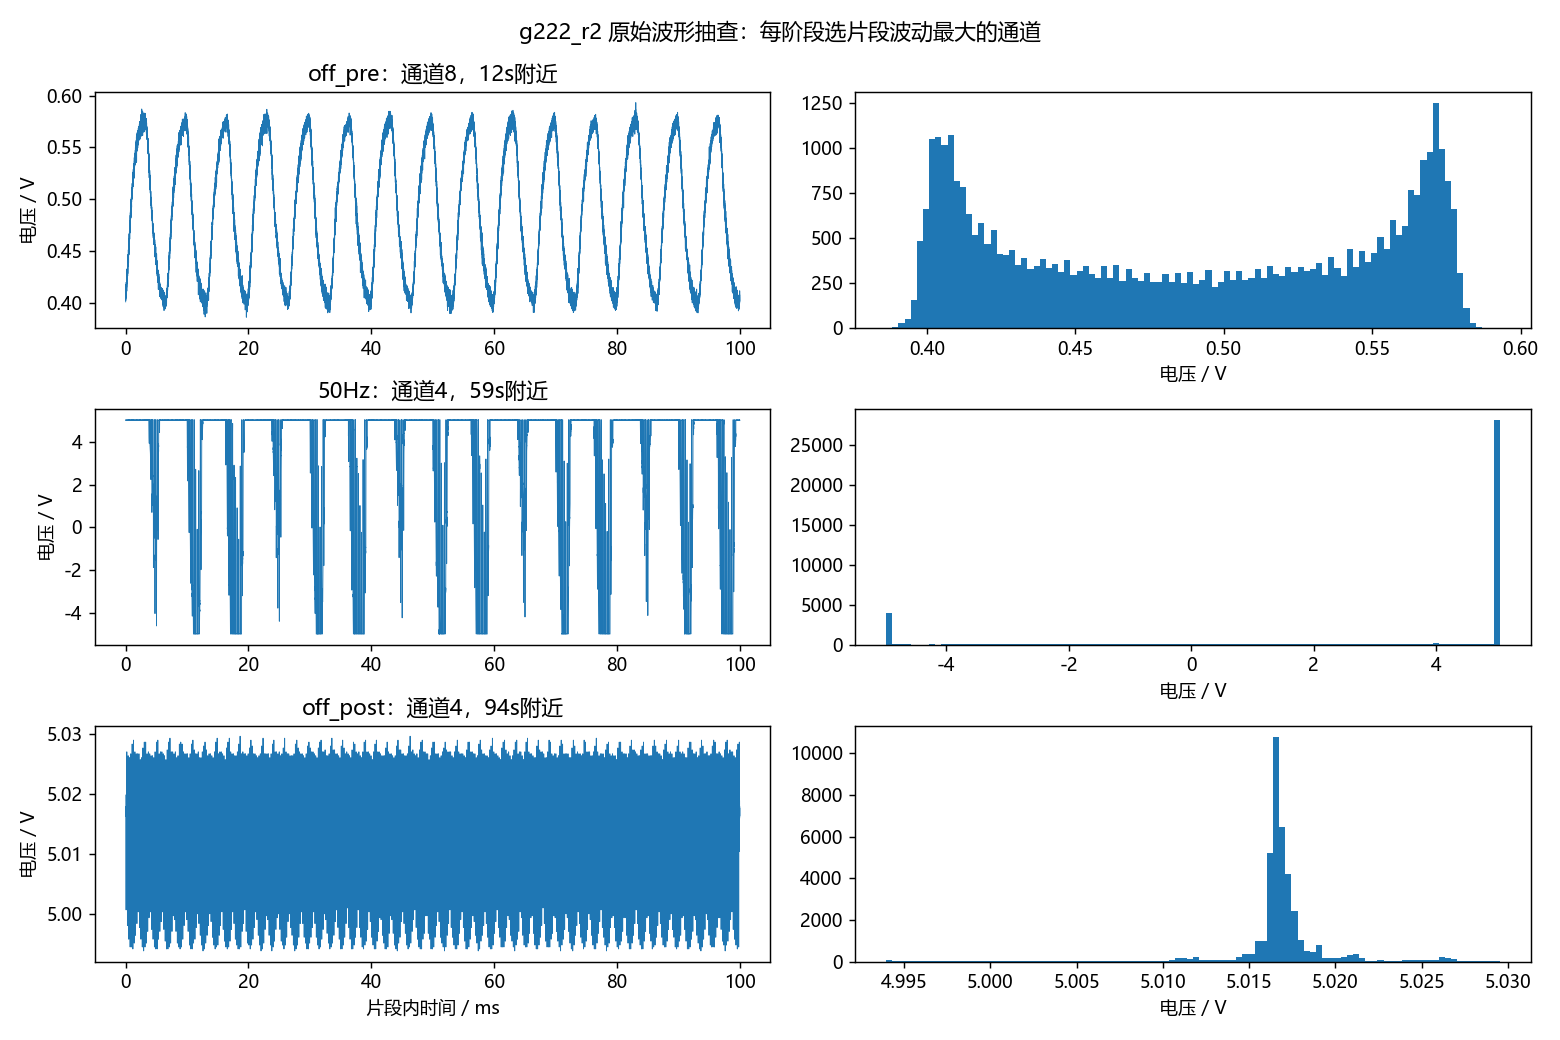 g222_r2 原始波形抽查：每阶段选片段波动最大的通道
off_pre：通道8，12s附近
电压 / V
0.60
0.55
0.50
0.45
0.40
0 20 40 60 80 100
1250
1000
750
500
250
0
0.40 0.45 0.50 0.55 0.60
电压 / V
50Hz：通道4，59s附近
电压 / V
4
2
0
-2
-4
0 20 40 60 80 100
25000
20000
15000
10000
5000
0
-4 -2 0 2 4
电压 / V
off_post：通道4，94s附近
电压 / V
5.03
5.02
5.01
5.00
0 20 40 60 80 100
片段内时间 / ms
10000
8000
6000
4000
2000
0
4.995 5.000 5.005 5.010 5.015 5.020 5.025 5.030
电压 / V